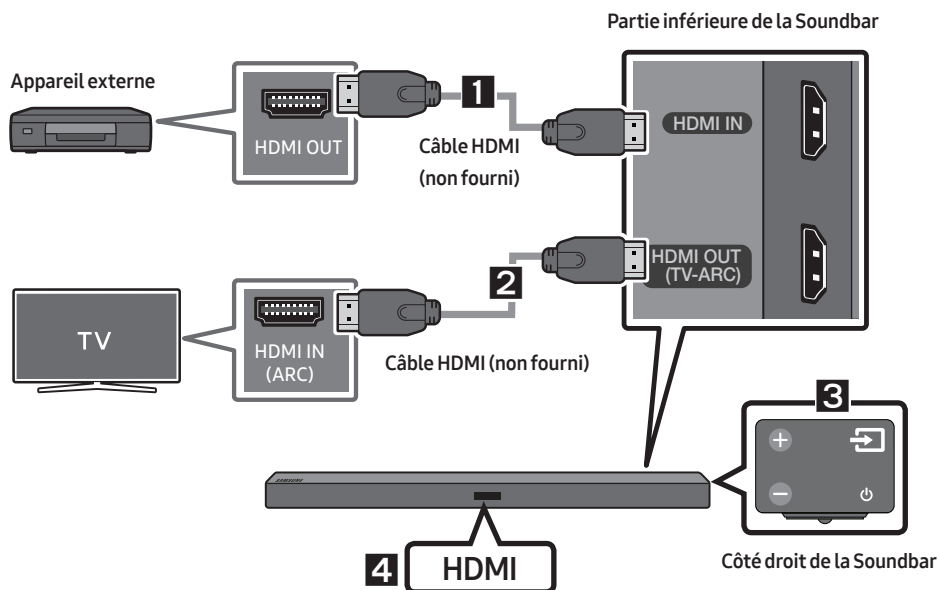 Partie inférieure de la Soundbar
Appareil externe
HDMI OUT
1
Câble HDMI
(non fourni)
HDMI IN
HDMI OUT
(TV-ARC)
2
TV
HDMI IN
(ARC)
Câble HDMI (non fourni)
3
SAMSUNG
4
HDMI
Côté droit de la Soundbar